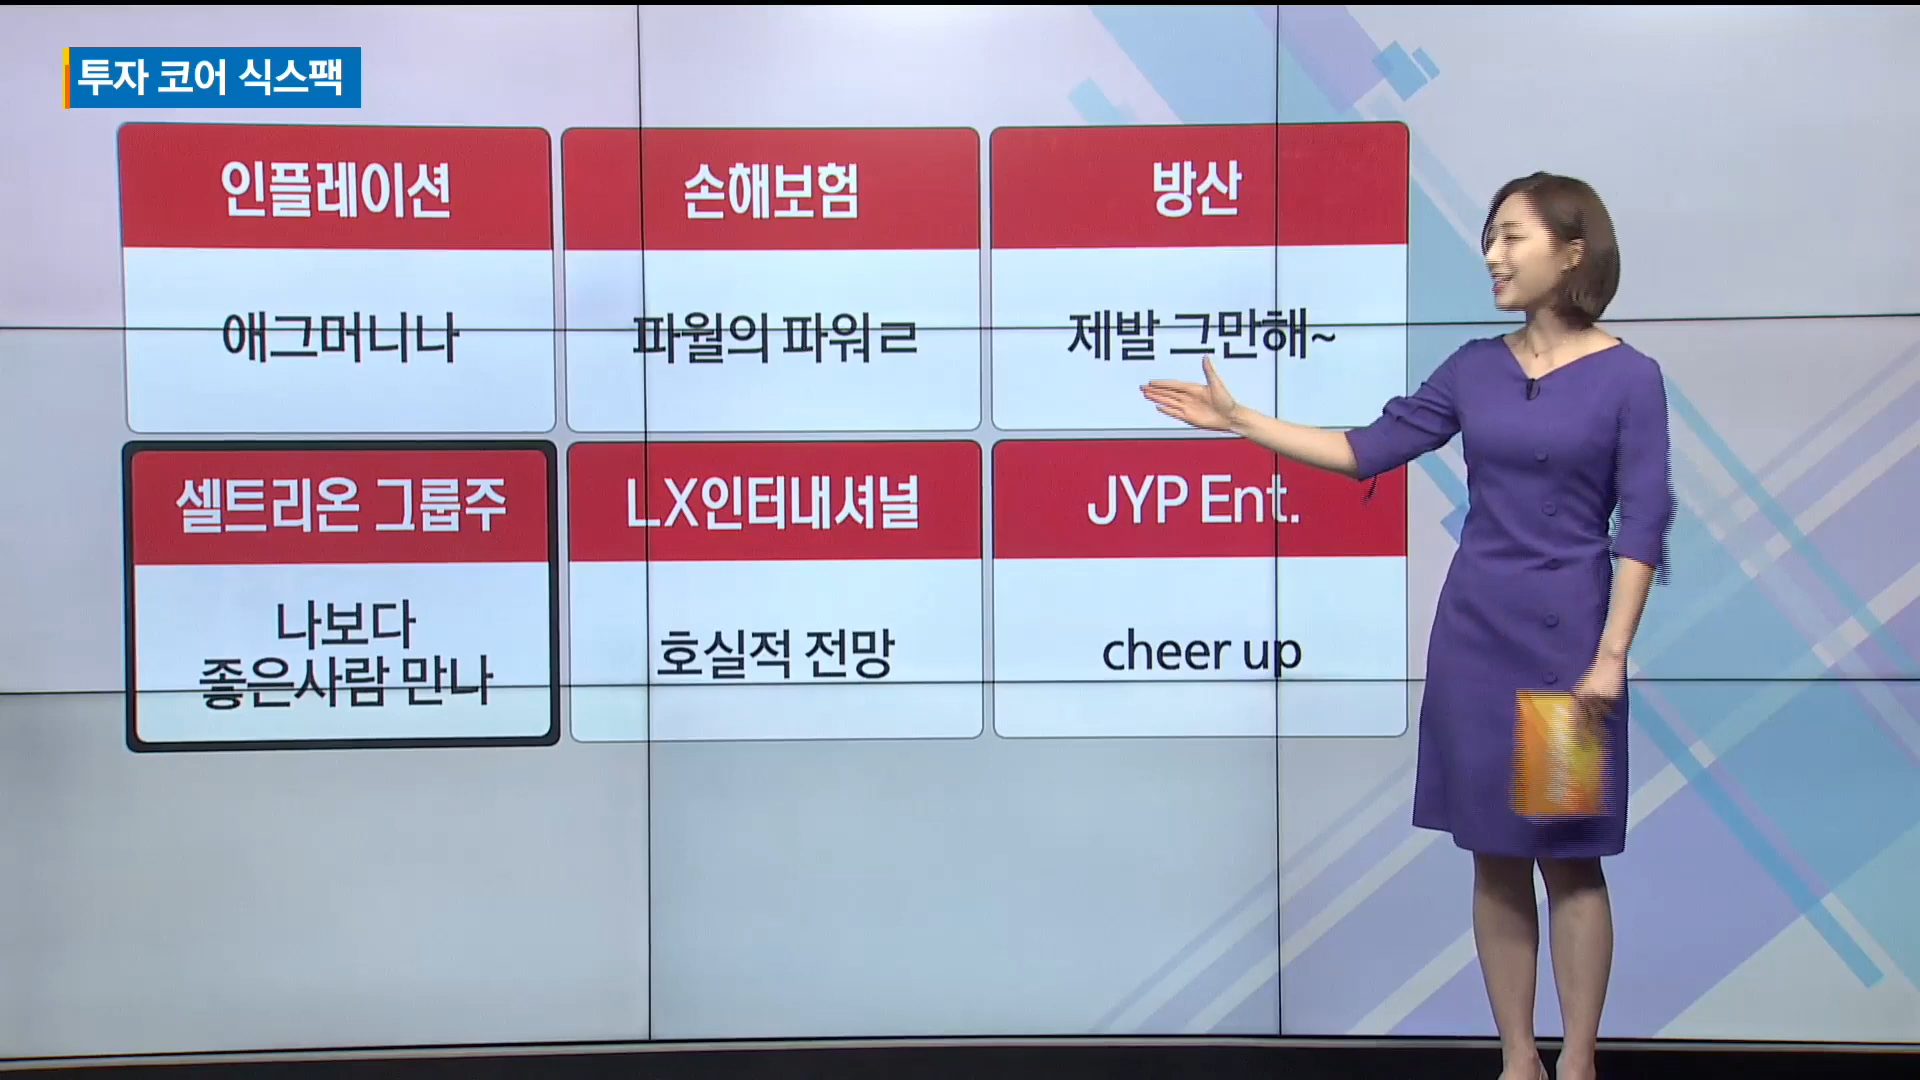 투자 코어 식스팩
인플레이션
애그머니나
손해보험
파월의 파워ㄹ
방산
제발 그만해~
셀트리온 그룹주
나보다
좋은사람 만나
LX인터내셔널
호실적 전망
JYP Ent.
cheer up